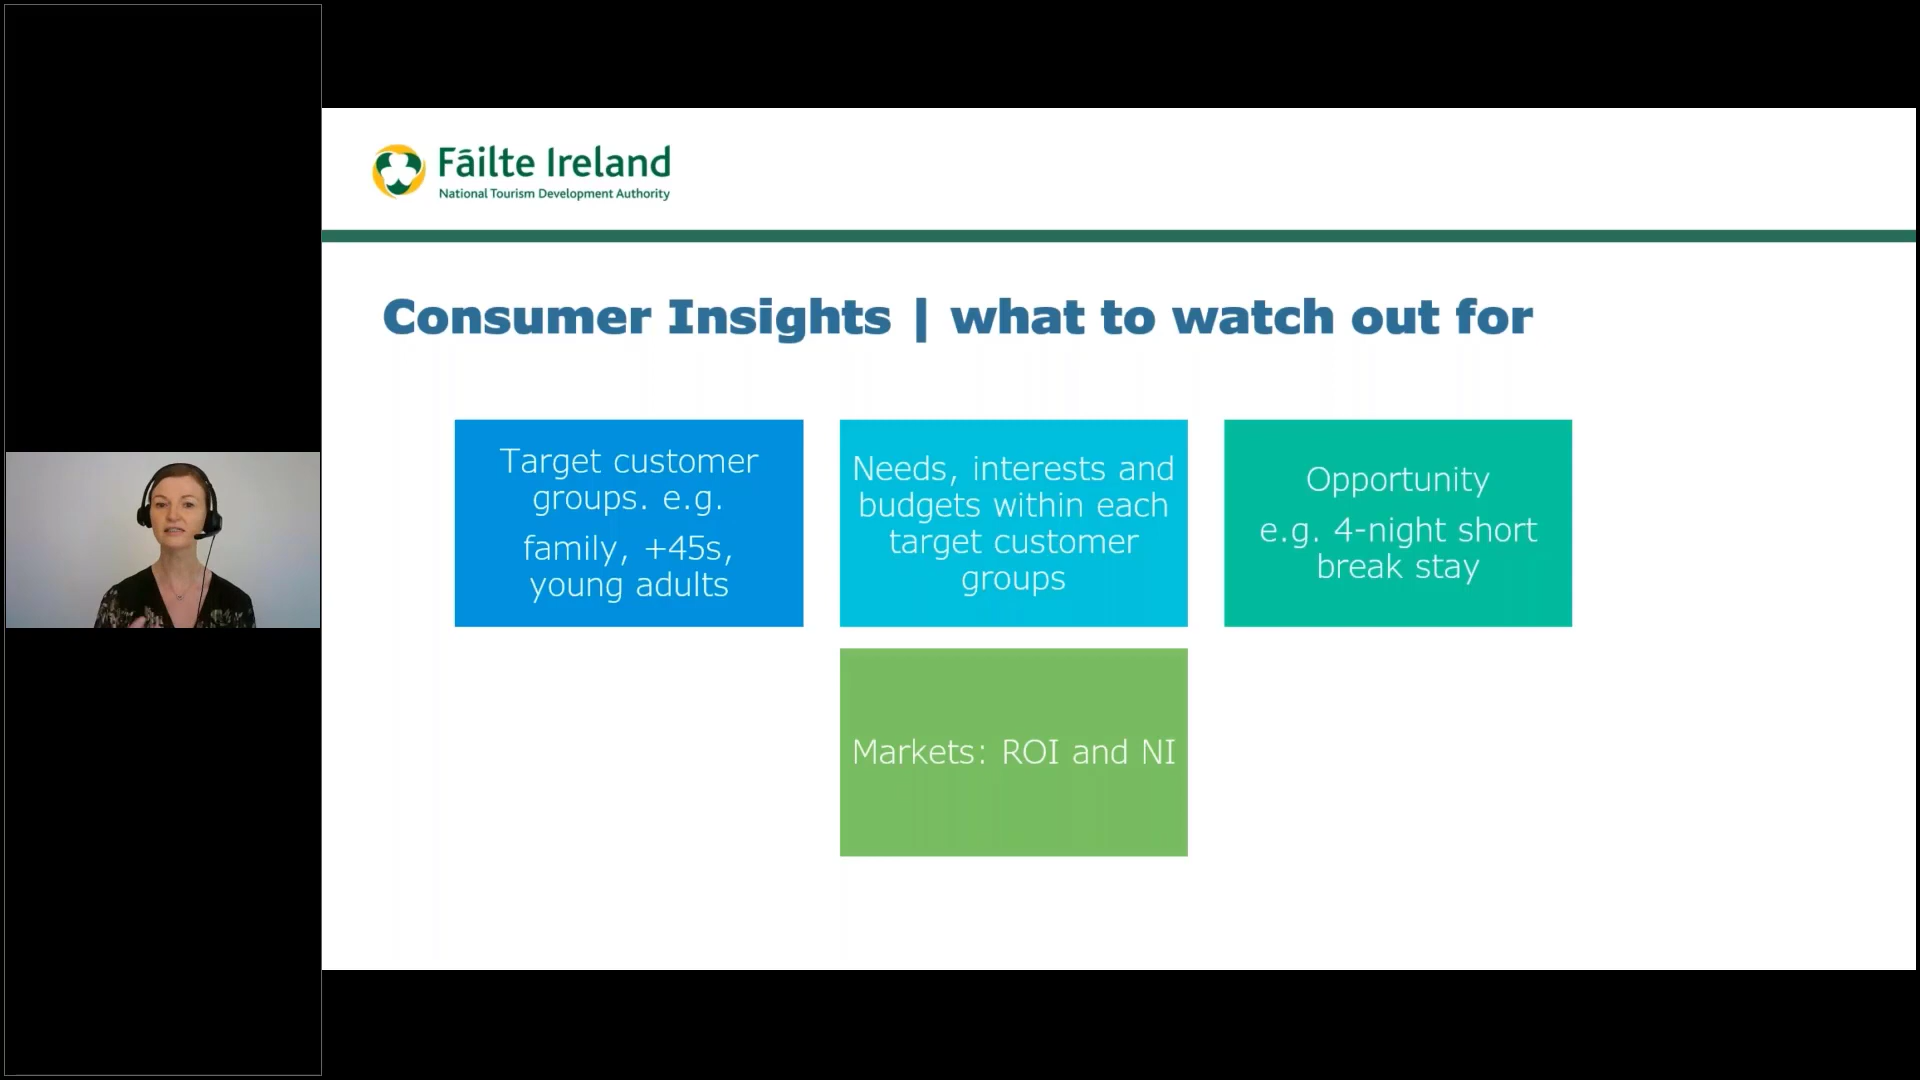 Fáilte Ireland
National Tourism Development Authority
Consumer Insights | what to watch out for
Target customer
groups. e.g.
family, +45s,
young adults
Needs, interests and
budgets within each
target customer
groups
Opportunity
e.g. 4-night short
break stay
Markets: ROI and NI